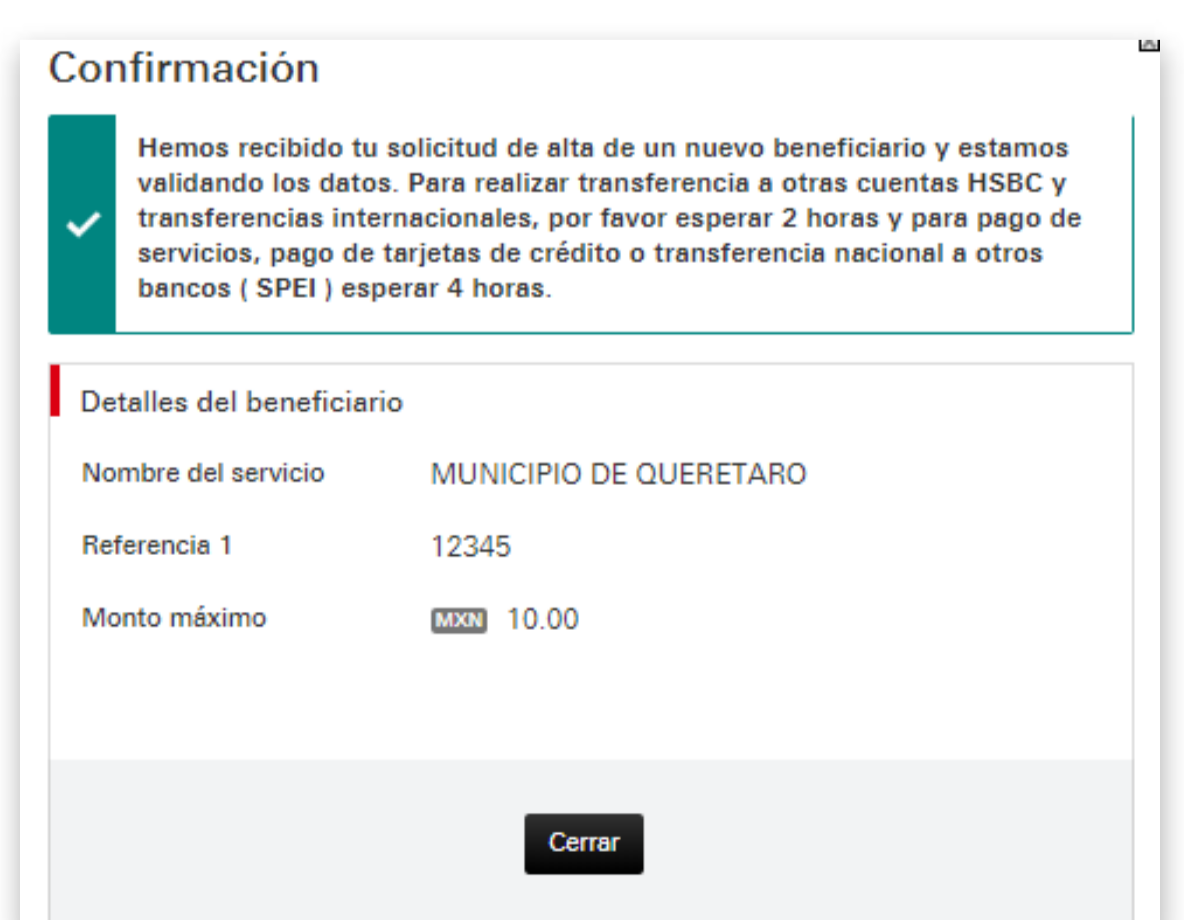 Confirmación
Hemos recibido tu solicitud de alta de un nuevo beneficiario y estamos
validando los datos. Para realizar transferencia a otras cuentas HSBC y
transferencias internacionales, por favor esperar 2 horas y para pago de
servicios, pago de tarjetas de crédito o transferencia nacional a otros
bancos ( SPEI ) esperar 4 horas.
Detalles del beneficiario
Nombre del servicio MUNICIPIO DE QUERETARO
Referencia 1 12345
Monto máximo MXN 10.00
Cerrar